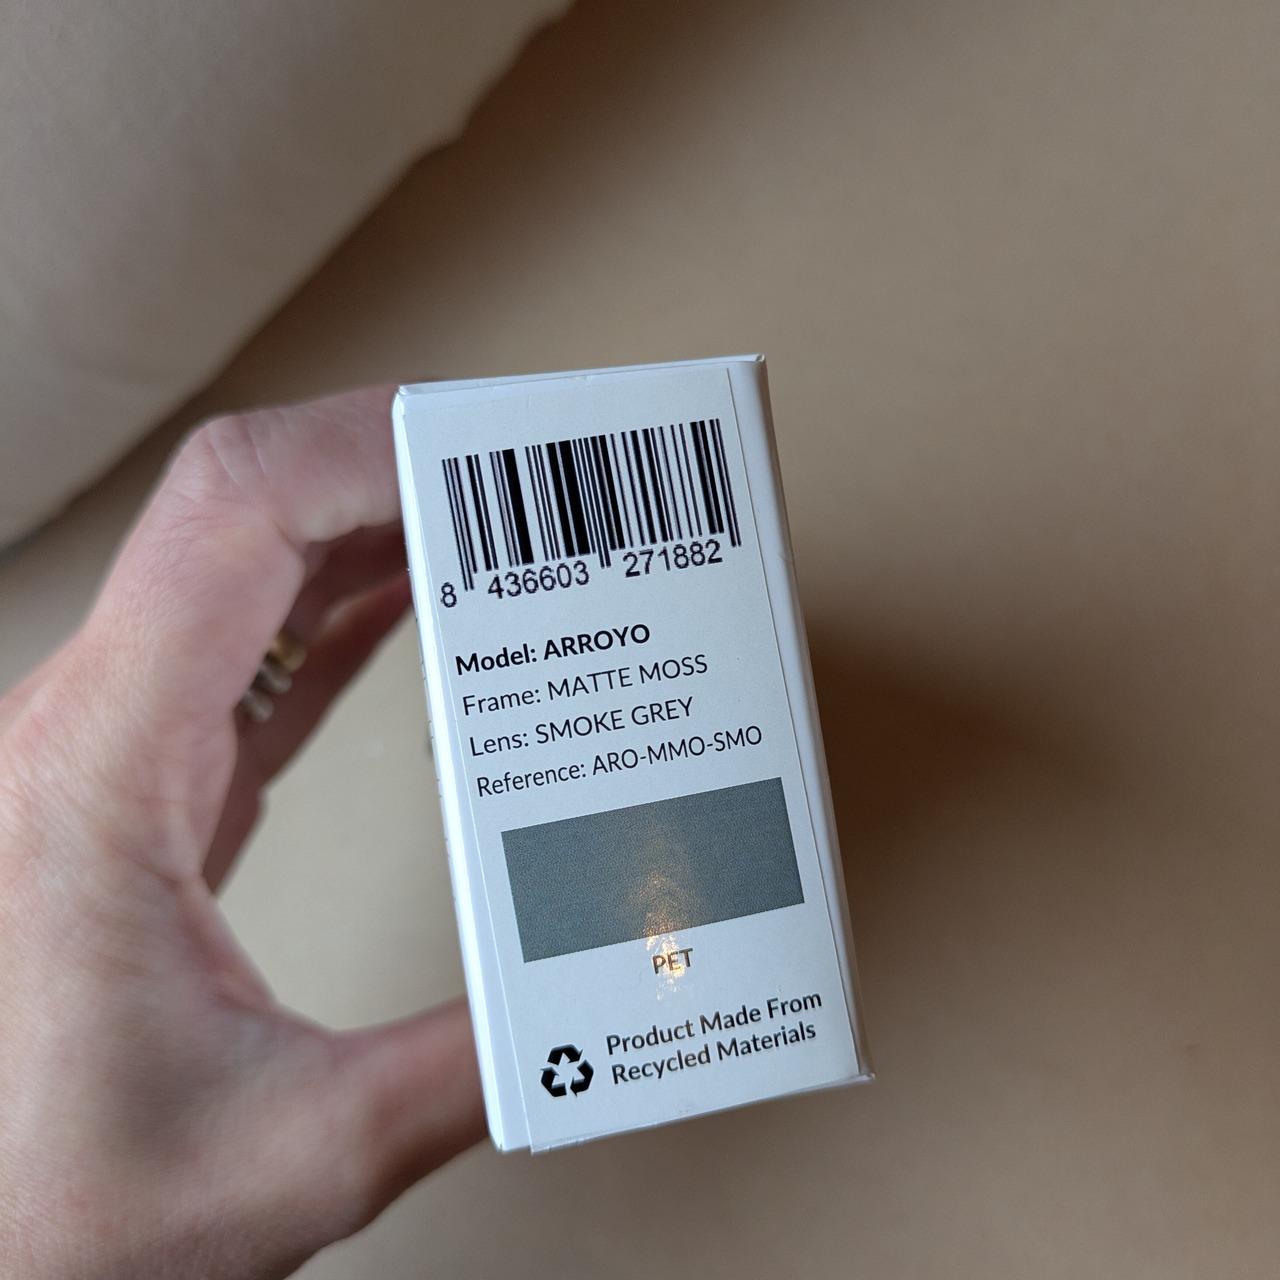 8 436603 271882
Model: ARROYO
Frame: MATTE MOSS
Lens: SMOKE GREY
Reference: ARO-MMO-SMO
PET
Product Made From
Recycled Materials